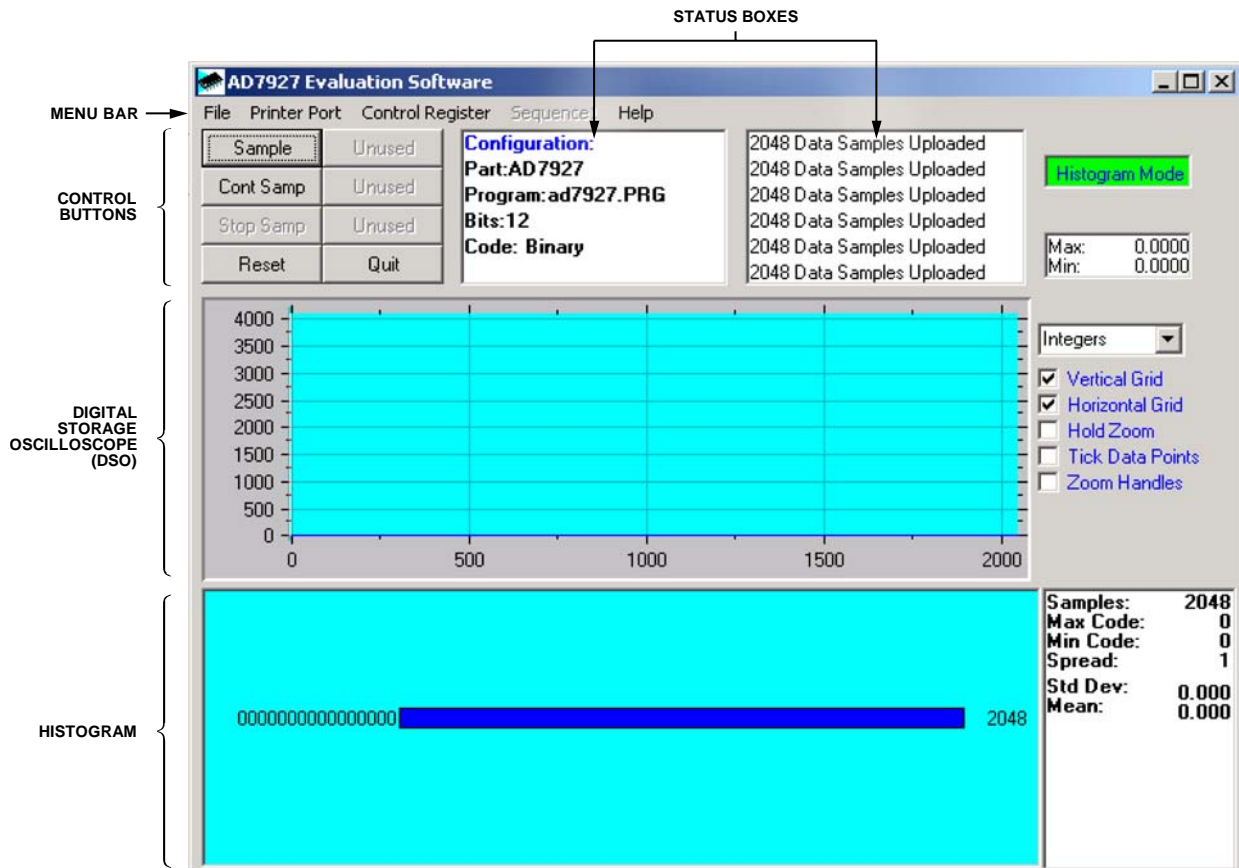 STATUS BOXES
AD7927 Evaluation Software
MENU BAR
File Printer Port Control Register Sequence Help
CONTROL
BUTTONS
Sample Unused
Cont Samp Unused
Stop Samp Unused
Reset Quit
Configuration:
Part:AD7927
Program:ad7927.PRG
Bits:12
Code: Binary
2048 Data Samples Uploaded
2048 Data Samples Uploaded
2048 Data Samples Uploaded
2048 Data Samples Uploaded
2048 Data Samples Uploaded
2048 Data Samples Uploaded
Histogram Mode
Max: 0.0000
Min: 0.0000
DIGITAL
STORAGE
OSCILLOSCOPE
(DSO)
4000
3500
3000
2500
2000
1500
1000
500
0
0 500 1000 1500 2000
Integers
Vertical Grid
Horizontal Grid
Hold Zoom
Tick Data Points
Zoom Handles
HISTOGRAM
0000000000000000 2048
Samples: 2048
Max Code: 0
Min Code: 0
Spread: 1
Std Dev: 0.000
Mean: 0.000